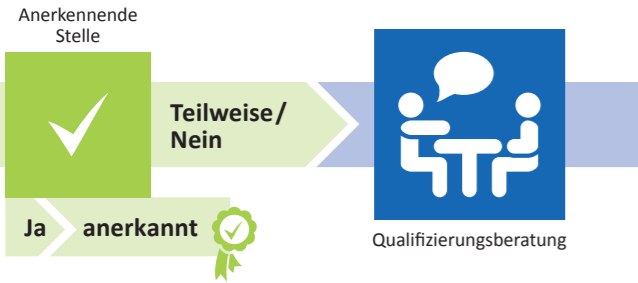 Anerkennende
Stelle
Teilweise/
Nein
Ja
anerkannt
Qualifizierungsberatung